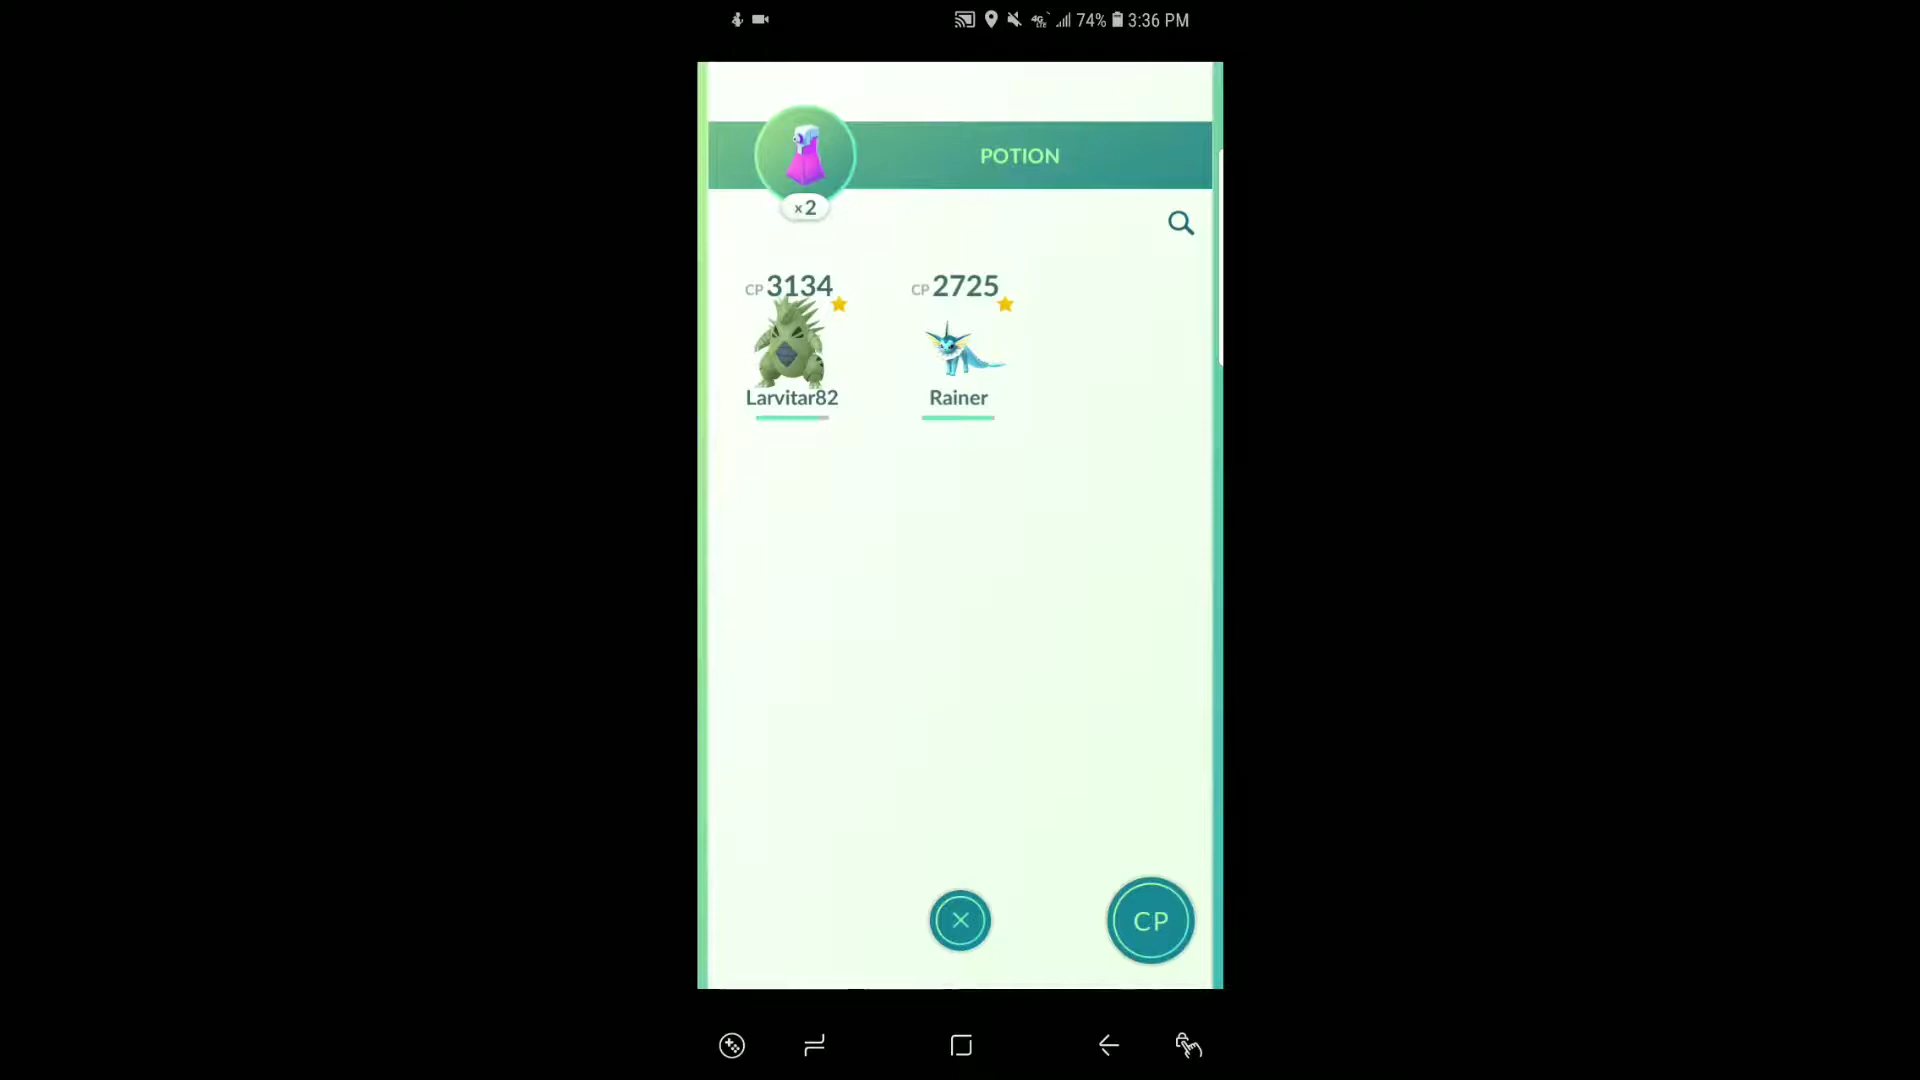 74% 3:36 PM
POTION
×2
CP 3134
CP 2725
Larvitar82
Rainer
CP